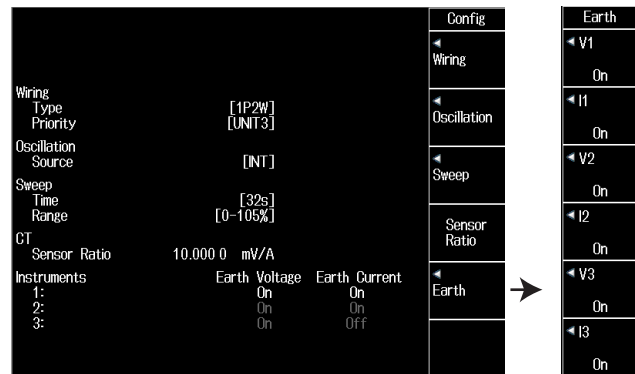 Config
Wiring
Oscillation
Sweep
Sensor
Ratio
Earth
Wiring
Type [1P2W]
Priority [UNIT3]
Oscillation
Source [INT]
Sweep
Time [32s]
Range [0-105%]
CT
Sensor Ratio 10.000 0 mV/A
Instruments Earth Voltage Earth Current
1: On On
2: On On
3: On Off
Earth
V1
On
I1
On
V2
On
I2
On
V3
On
I3
On